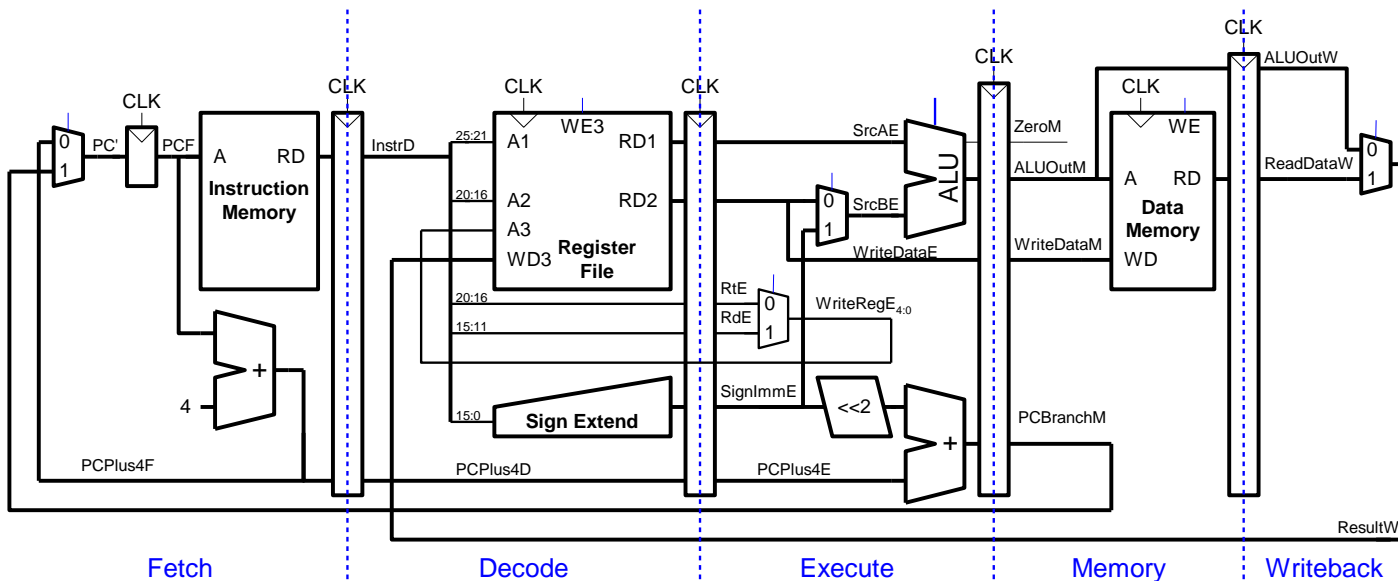 CLK
CLK
CLK
CLK
CLK
CLK
CLK
ALUOutW
0
1
PC'
PCF
A
RD
Instruction
Memory
InstrD
25:21
A1
WE3
RD1
20:16
A2
RD2
A3
WD3
Register
File
SrcAE
0
1
SrcBE
ALU
ZeroM
ALUOutM
WriteDataE
WriteDataM
A
RD
WE
Data
Memory
WD
ReadDataW
0
1
20:16
15:11
RtE
RdE
0
1
WriteRegE4:0
4
+
15:0
Sign Extend
SignImmE
<<2
+
PCBranchM
PCPlus4F
PCPlus4D
PCPlus4E
ResultW
Fetch
Decode
Execute
Memory
Writeback